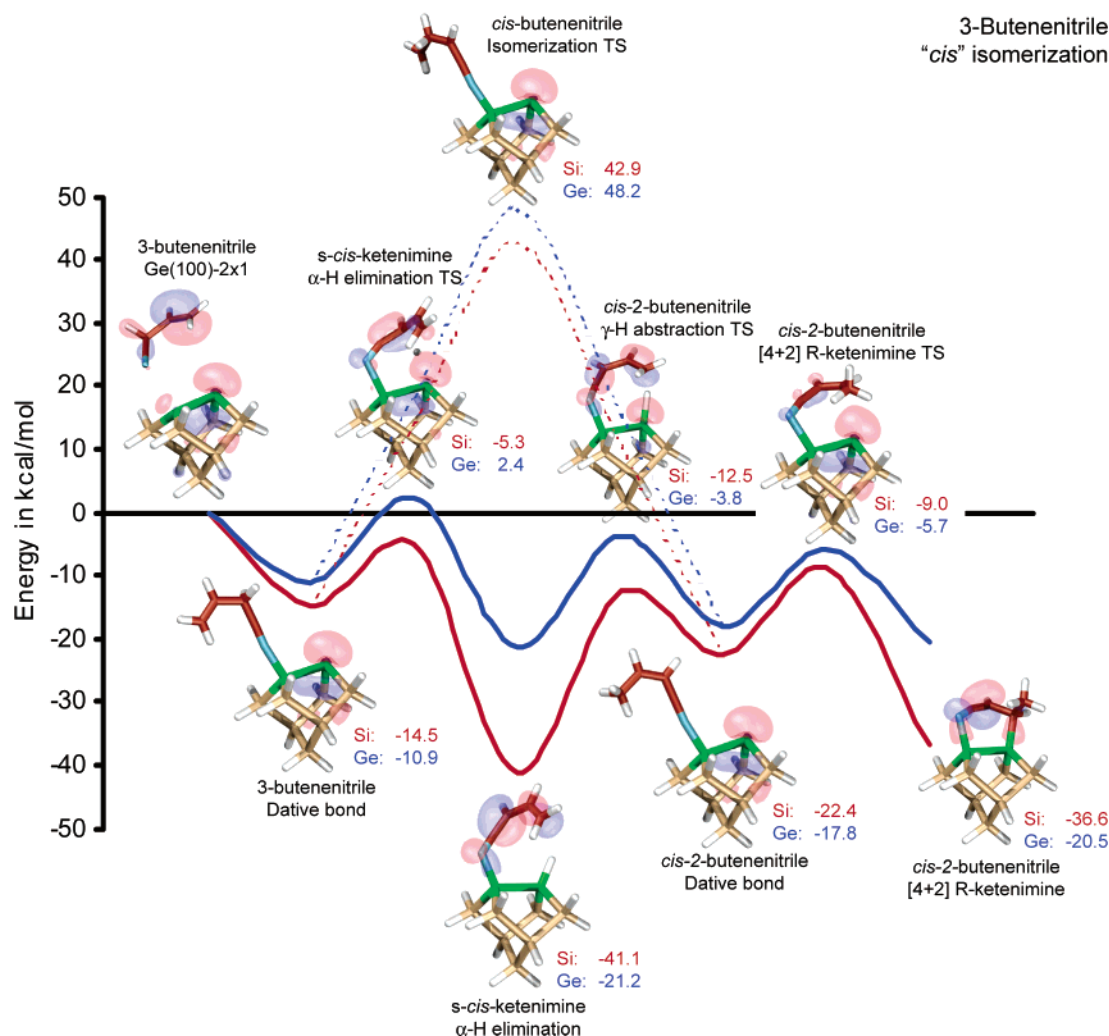 cis-butenenitrile
Isomerization TS
3-Butenenitrile
“cis” isomerization
Si: 42.9
Ge: 48.2
50
40
30
20
10
0
-10
-20
-30
-40
-50
Energy in kcal/mol
3-butenenitrile
Ge(100)-2x1
s-cis-ketenimine
α-H elimination TS
Si: -5.3
Ge: 2.4
cis-2-butenenitrile
γ-H abstraction TS
Si: -12.5
Ge: -3.8
cis-2-butenenitrile
[4+2] R-ketenimine TS
Si: -9.0
Ge: -5.7
Si: -14.5
Ge: -10.9
3-butenenitrile
Dative bond
Si: -41.1
Ge: -21.2
s-cis-ketenimine
α-H elimination
Si: -22.4
Ge: -17.8
cis-2-butenenitrile
Dative bond
Si: -36.6
Ge: -20.5
cis-2-butenenitrile
[4+2] R-ketenimine